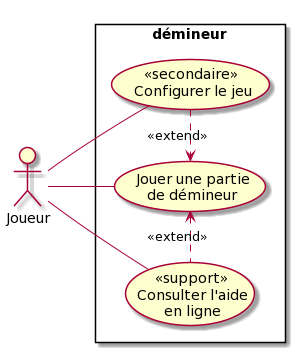 démineur
«secondaire»
Configurer le jeu
«extend»
Jouer une partie
de démineur
Joueur
«extend»
«support»
Consulter l'aide
en ligne